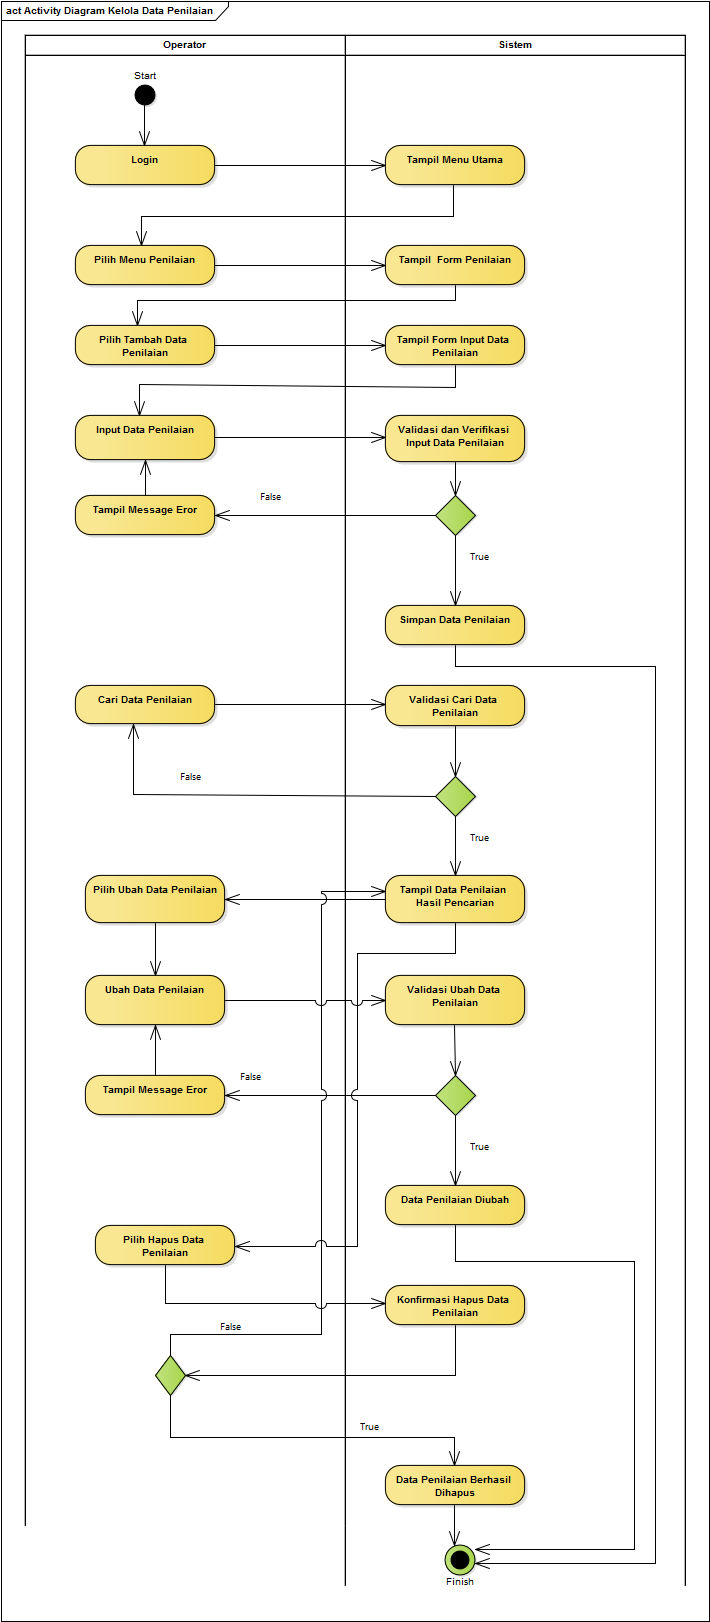 act Activity Diagram Kelola Data Penilaian
Operator
Sistem
Start
Login
Tampil Menu Utama
Pilih Menu Penilaian
Tampil Form Penilaian
Pilih Tambah Data
Penilaian
Tampil Form Input Data
Penilaian
Input Data Penilaian
Validasi dan Verifikasi
Input Data Penilaian
Tampil Message Eror
False
True
Simpan Data Penilaian
Cari Data Penilaian
Validasi Cari Data
Penilaian
False
True
Pilih Ubah Data Penilaian
Tampil Data Penilaian
Hasil Pencarian
Ubah Data Penilaian
Validasi Ubah Data
Penilaian
Tampil Message Eror
False
True
Data Penilaian Diubah
Pilih Hapus Data
Penilaian
Konfirmasi Hapus Data
Penilaian
False
True
Data Penilaian Berhasil
Dihapus
Finish